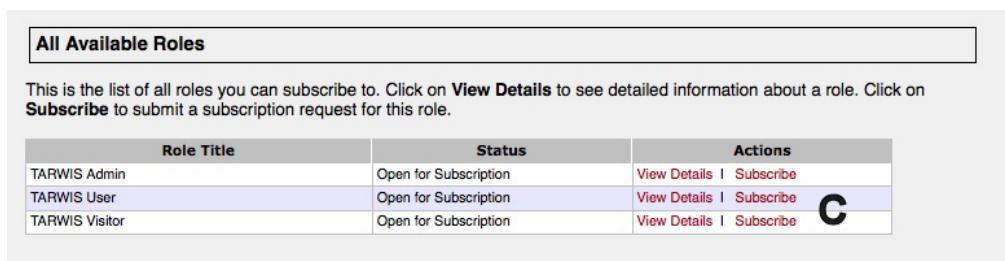 All Available Roles
This is the list of all roles you can subscribe to. Click on View Details to see detailed information about a role. Click on
Subscribe to submit a subscription request for this role.
Role Title Status Actions
TARWIS Admin Open for Subscription View Details | Subscribe
TARWIS User Open for Subscription View Details | Subscribe
C
TARWIS Visitor Open for Subscription View Details | Subscribe